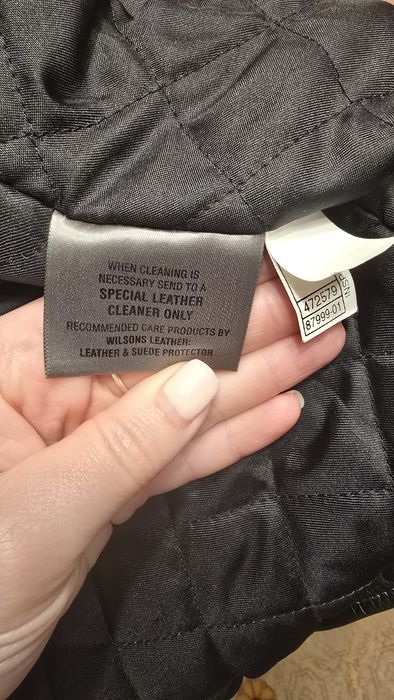 WHEN CLEANING IS
NECESSARY SEND TO A
SPECIAL LEATHER
CLEANER ONLY
RECOMMENDED CARE PRODUCTS BY
WILSONS LEATHER:
LEATHER & SUEDE PROTECTOR
472579
87999-01